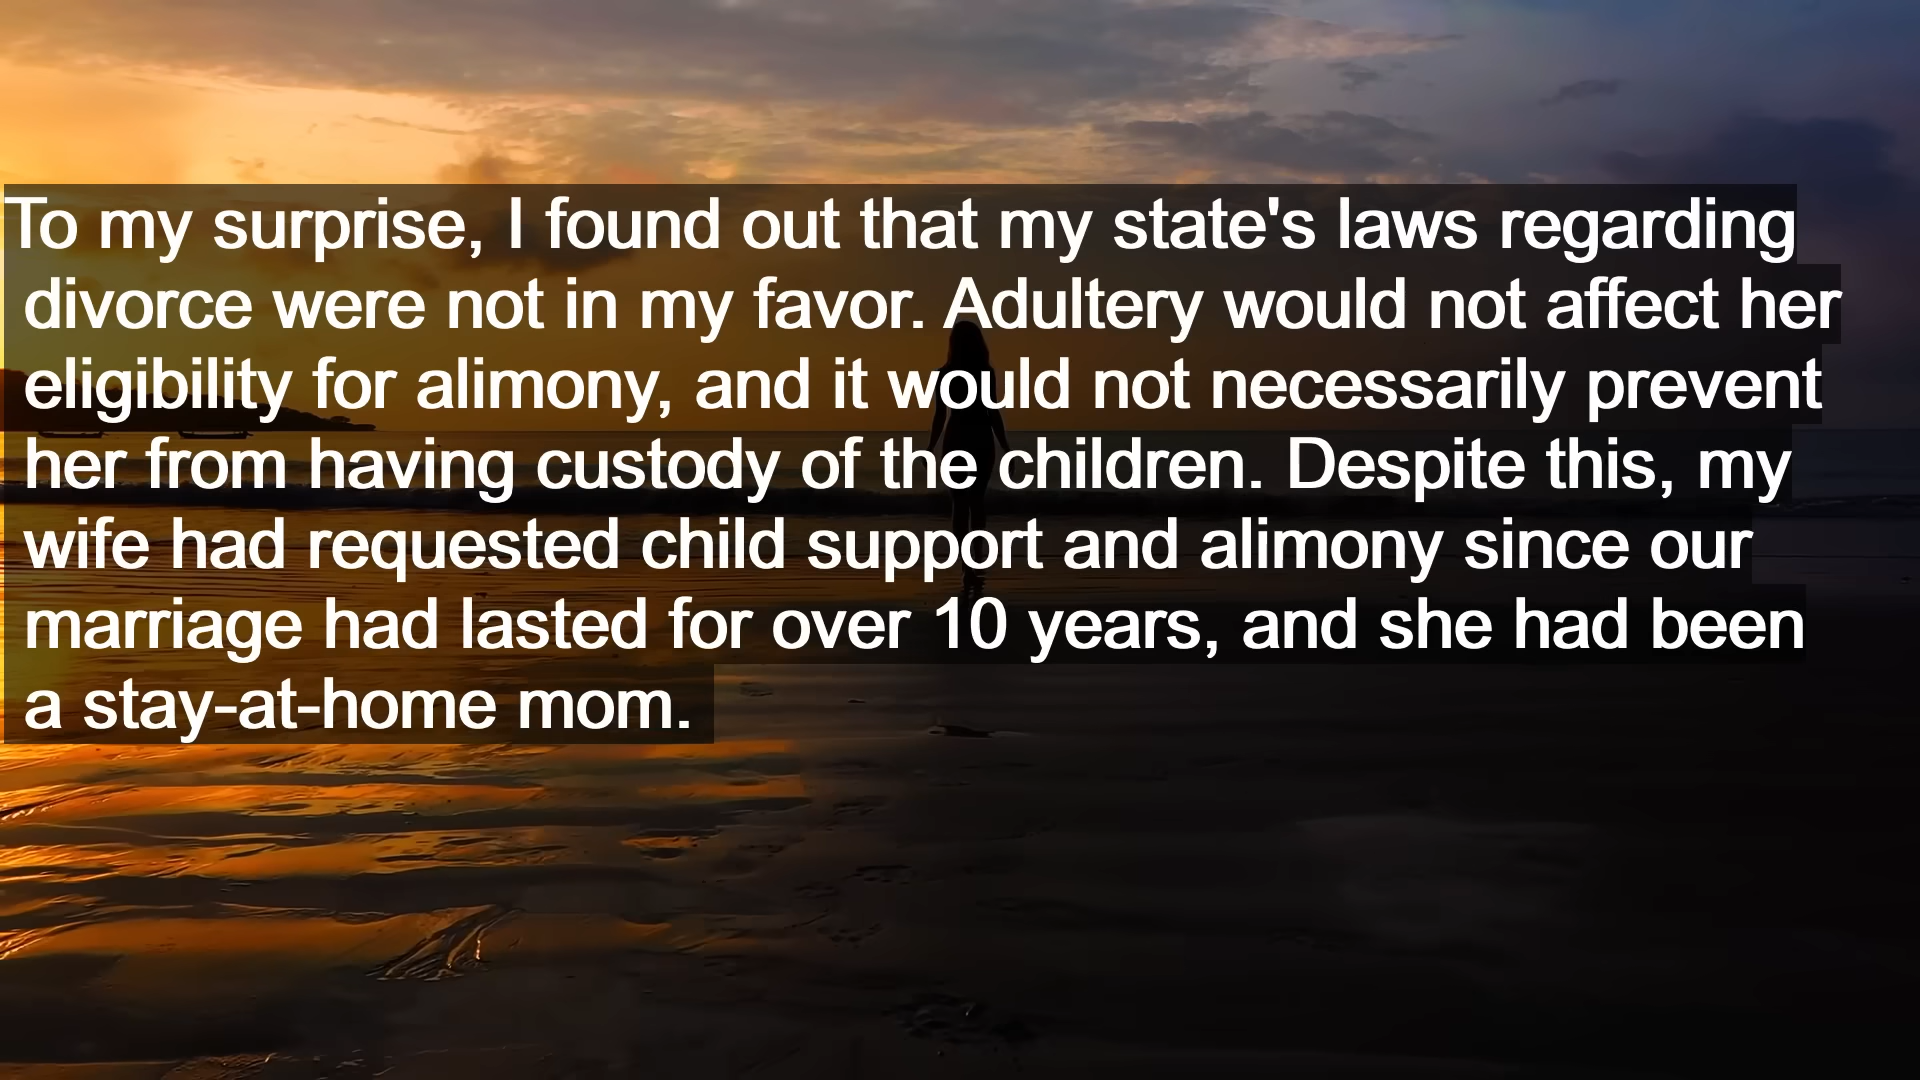 To my surprise, I found out that my state's laws regarding
divorce were not in my favor. Adultery would not affect her
eligibility for alimony, and it would not necessarily prevent
her from having custody of the children. Despite this, my
wife had requested child support and alimony since our
marriage had lasted for over 10 years, and she had been
a stay-at-home mom.